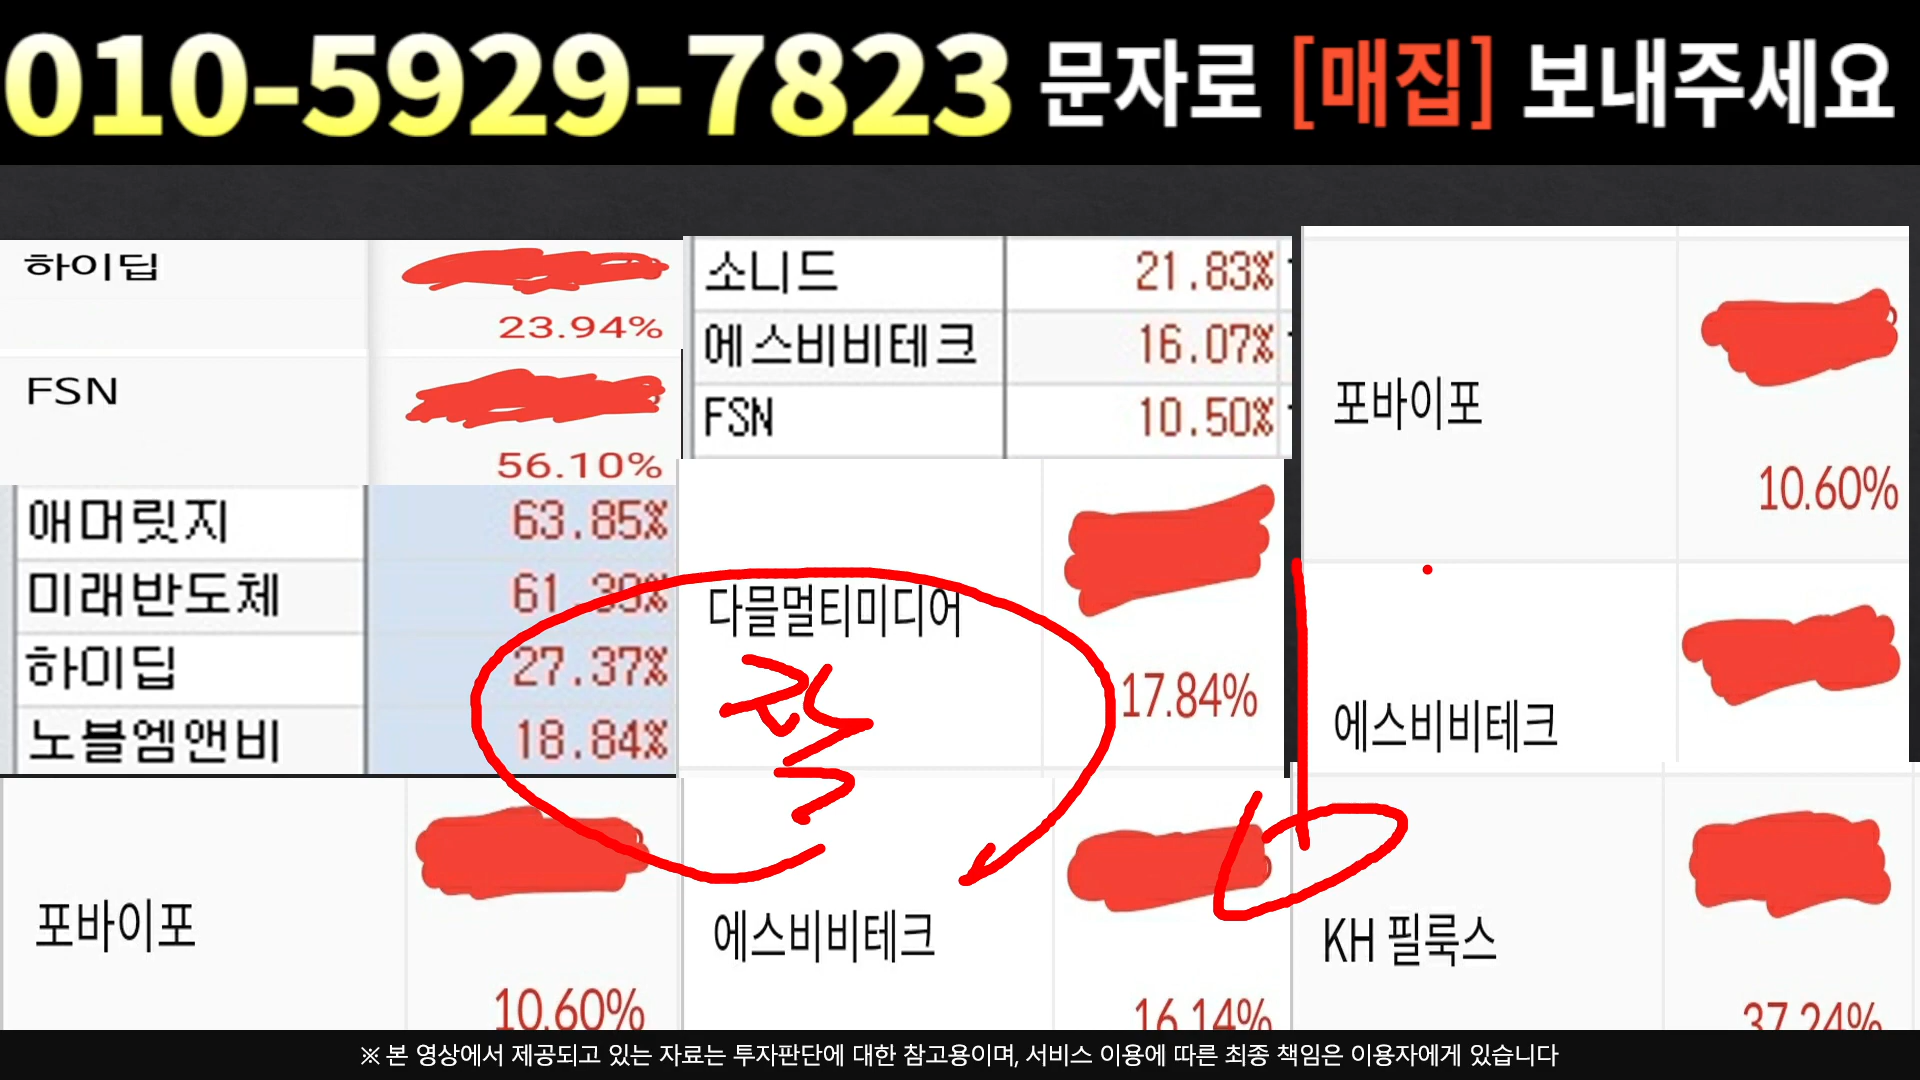 010-5929-7823 문자로 [매집] 보내주세요
하이딥
23.94%
FSN
56.10%
애머릿지 63.85%
미래반도체 61.39%
하이딥 27.37%
노블엠앤비 18.84%
소니드 21.83%
에스비비테크 16.07%
FSN 10.50%
다믈멀티미디어
17.84%
포바이포
10.60%
에스비비테크
포바이포
10.60%
에스비비테크
16.14%
KH 필룩스
37.24%
※ 본 영상에서 제공되고 있는 자료는 투자판단에 대한 참고용이며, 서비스 이용에 따른 최종 책임은 이용자에게 있습니다